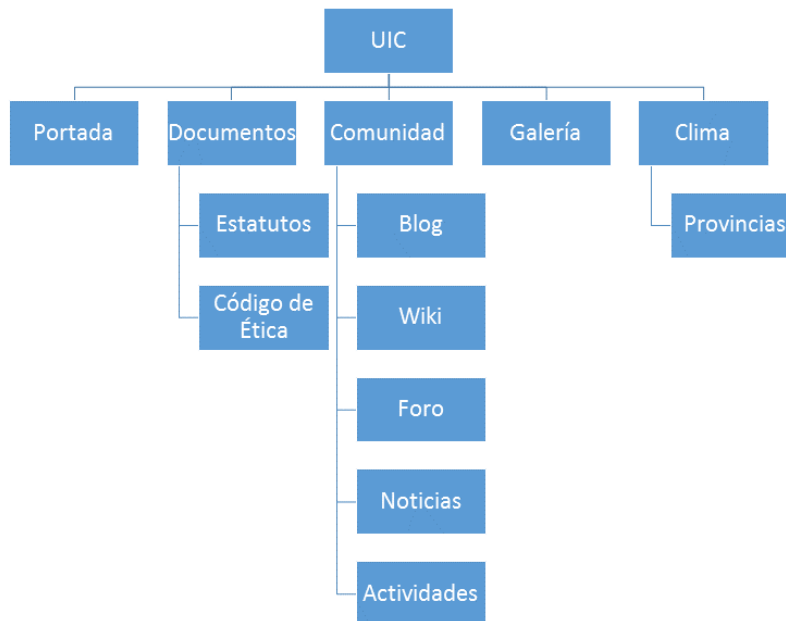 UIC
Portada
Documentos
Comunidad
Galería
Clima
Estatutos
Blog
Provincias
Código de
Ética
Wiki
Foro
Noticias
Actividades